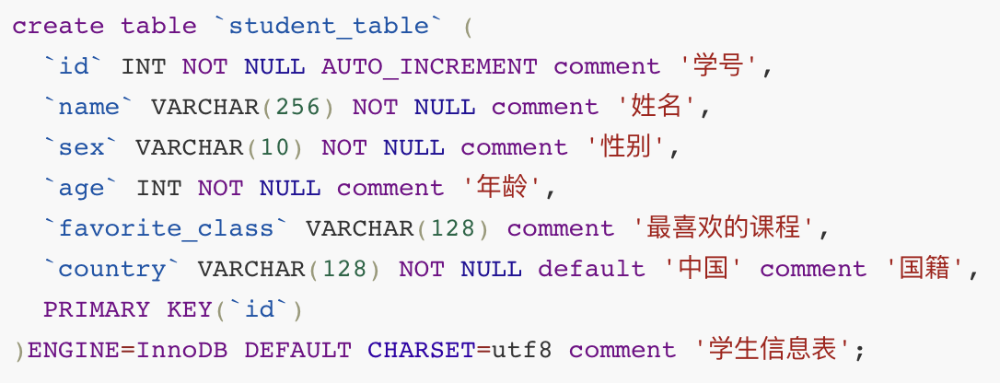 create table `student_table` (
`id` INT NOT NULL AUTO_INCREMENT comment '学号',
`name` VARCHAR(256) NOT NULL comment '姓名',
`sex` VARCHAR(10) NOT NULL comment '性别',
`age` INT NOT NULL comment '年龄',
`favorite_class` VARCHAR(128) comment '最喜欢的课程',
`country` VARCHAR(128) NOT NULL default '中国' comment '国籍',
PRIMARY KEY(`id`)
)ENGINE=InnoDB DEFAULT CHARSET=utf8 comment '学生信息表';